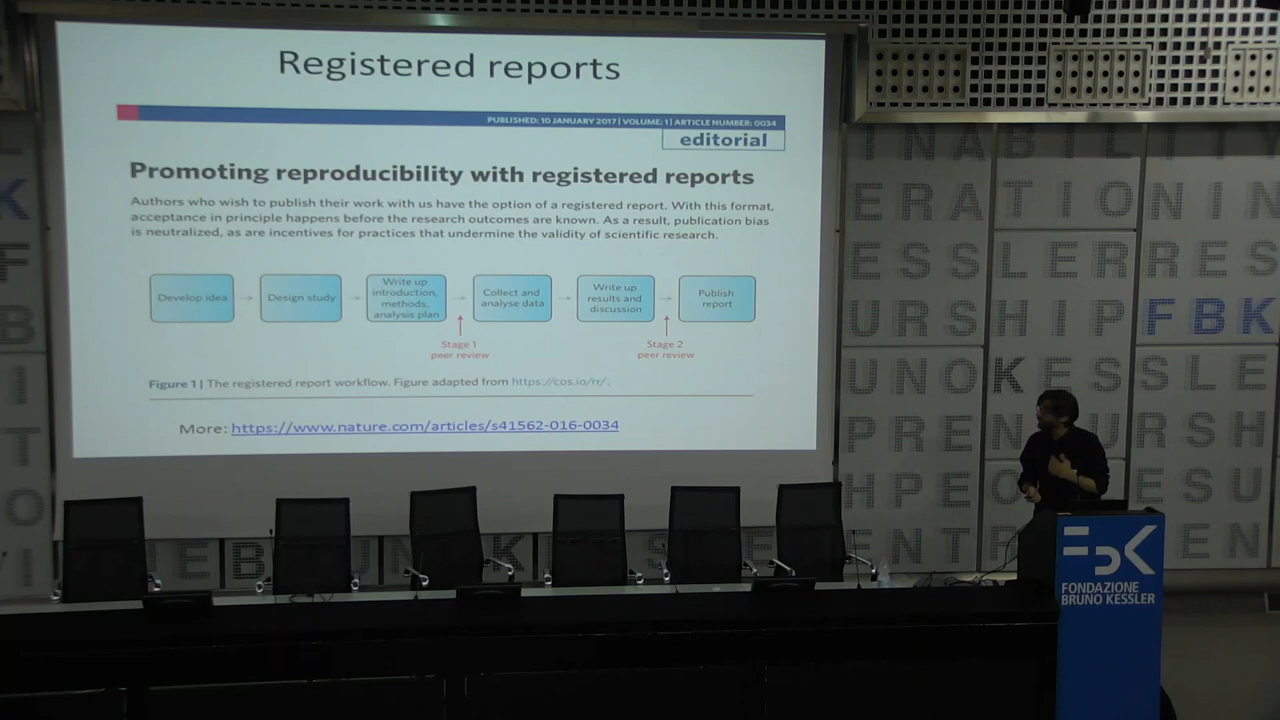 Registered reports
PUBLISHED: 10 JANUARY 2017 | VOLUME: 1 | ARTICLE NUMBER: 0034
editorial
Promoting reproducibility with registered reports
Authors who wish to publish their work with us have the option of a registered report. With this format,
acceptance in principle happens before the research outcomes are known. As a result, publication bias
is neutralized, as are incentives for practices that undermine the validity of scientific research.
Develop idea
Design study
Write up
introduction,
methods,
analysis plan
Collect and
analyse data
Write up
results and
discussion
Publish
report
Stage 1
peer review
Stage 2
peer review
Figure 1 | The registered report workflow. Figure adapted from https://cos.io/rr/.
More: https://www.nature.com/articles/s41562-016-0034
INABILITY
ERATIONIN
ESSLERRES
URSHIPFBK
UNOKESSLE
FBK
FONDAZIONE
BRUNO KESSLER